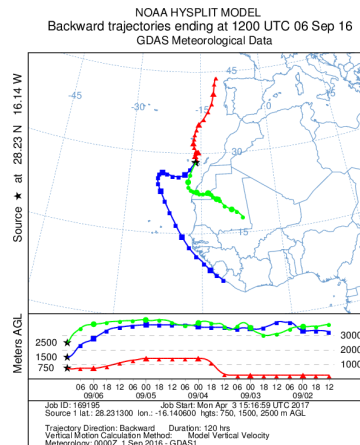 NOAA HYSPLIT MODEL
Backward trajectories ending at 1200 UTC 06 Sep 16
GDAS Meteorological Data
Source ★ at 28.23 N 16.14 W
-45
-30
-15
45
30
15
Meters AGL
2500
1500
750
3000
2000
1000
06 00 18 12 06 00 18 12 06 00 18 12 06 00 18 12 06 00 18 12
09/06 09/05 09/04 09/03 09/02
Job ID: 169195 Job Start: Mon Apr 3 15:16:59 UTC 2017
Source 1 lat.: 28.231300 lon.: -16.140600 hgts: 750, 1500, 2500 m AGL
Trajectory Direction: Backward Duration: 120 hrs
Vertical Motion Calculation Method: Model Vertical Velocity
Meteorology: 0000Z 1 Sep 2016 - GDAS1